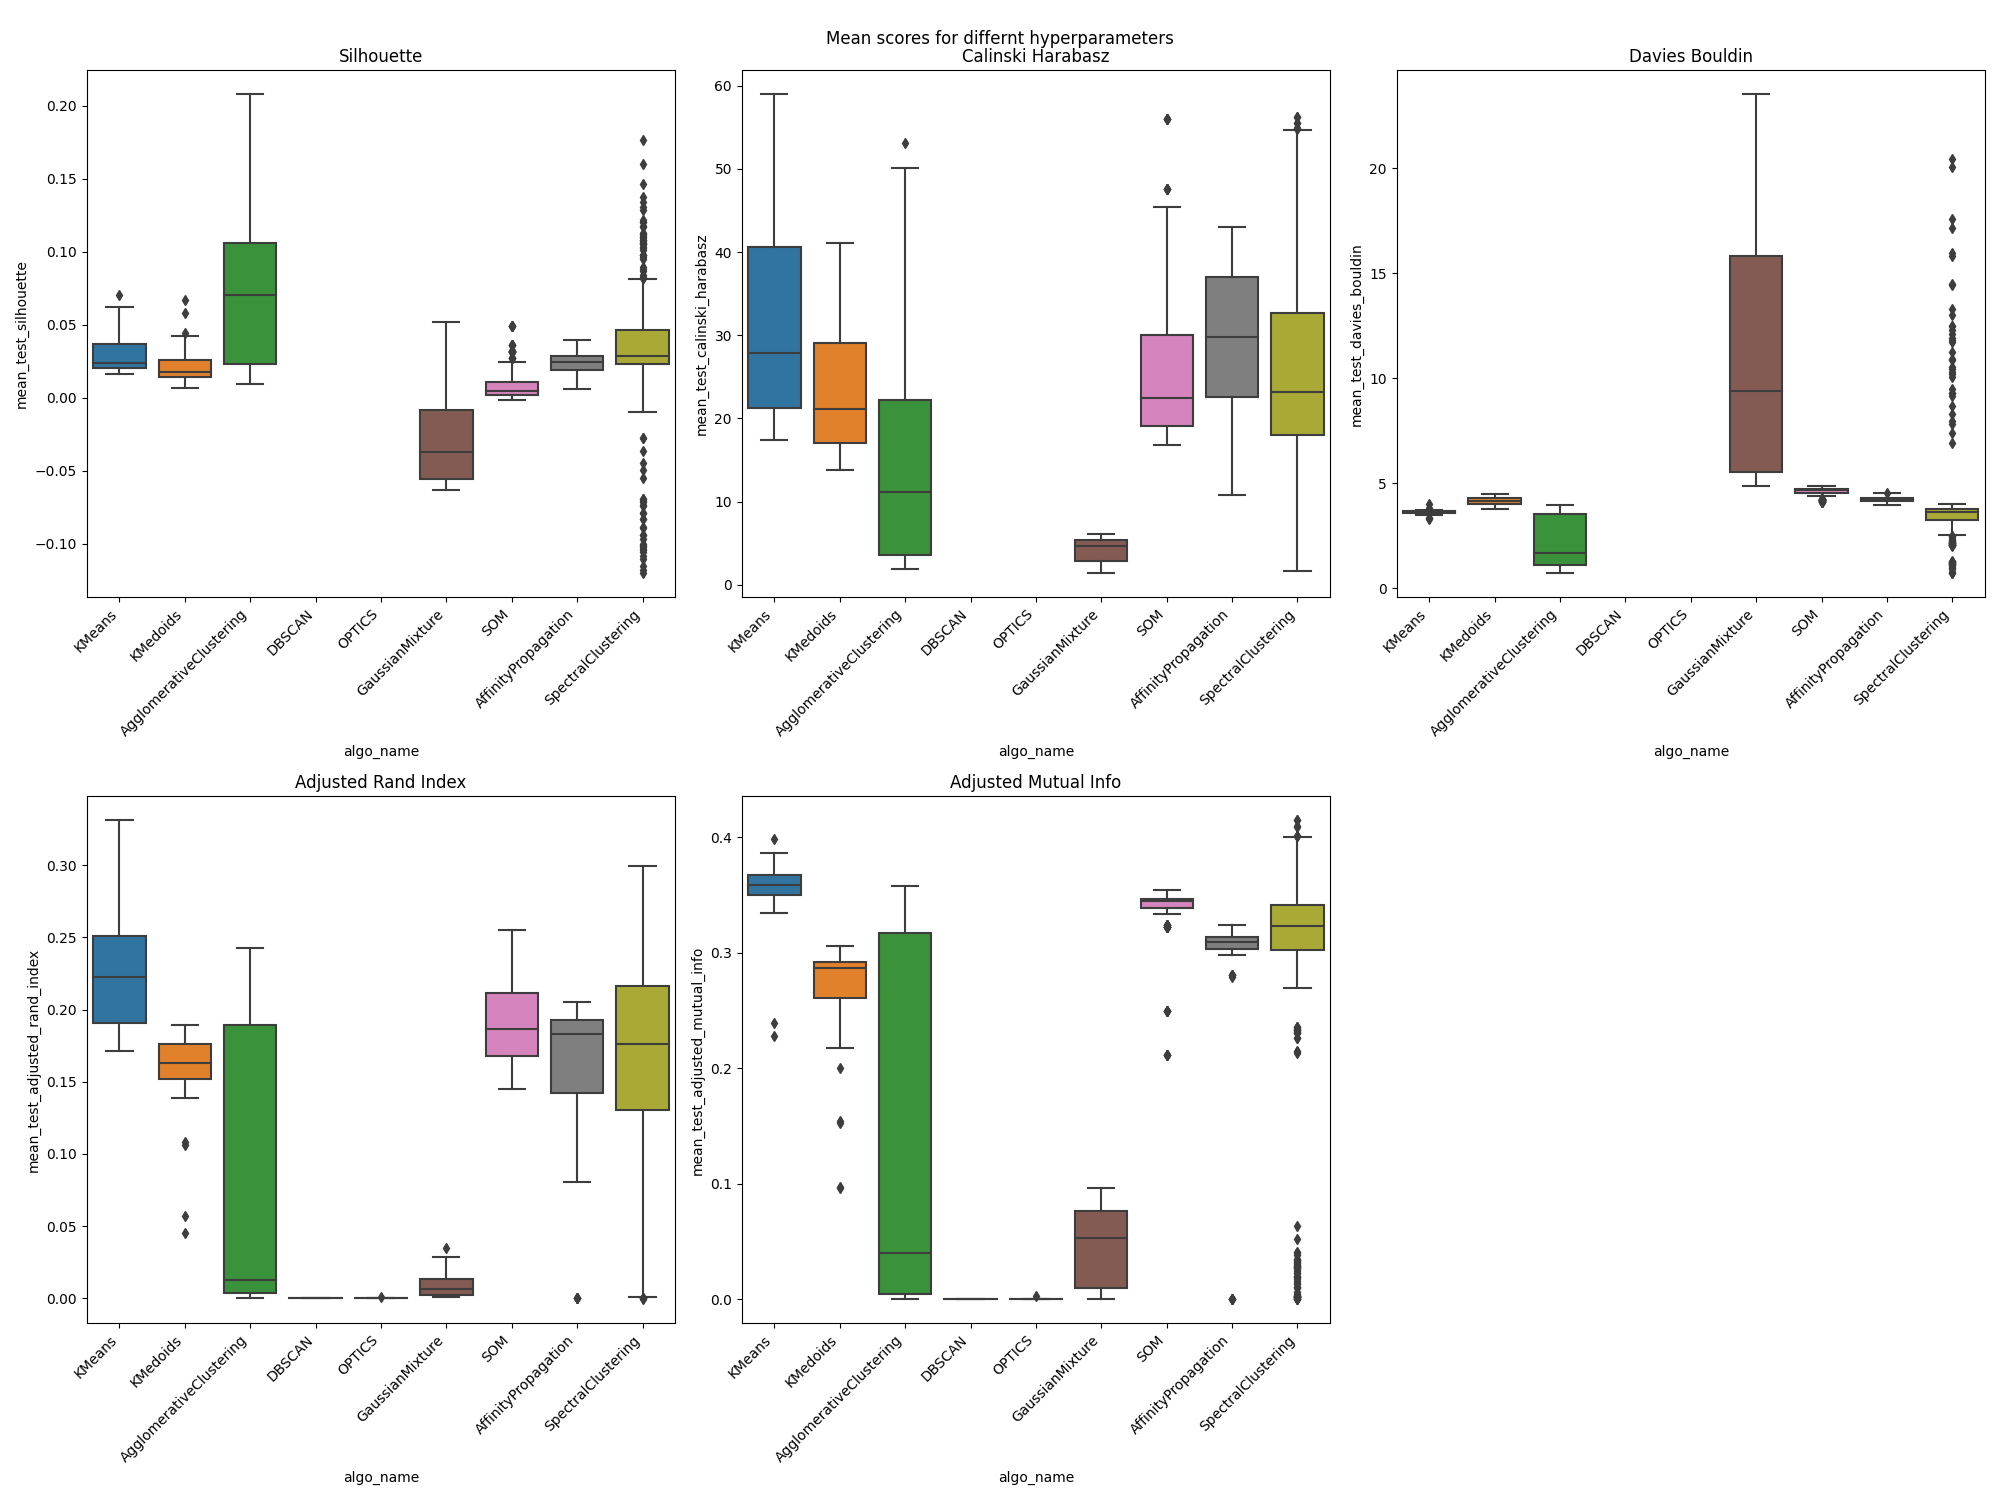 Mean scores for differnt hyperparameters
Silhouette
mean_test_silhouette
0.20
0.15
0.10
0.05
0.00
−0.05
−0.10
KMeans
KMedoids
AgglomerativeClustering
DBSCAN
OPTICS
GaussianMixture
SOM
AffinityPropagation
SpectralClustering
algo_name
Calinski Harabasz
mean_test_calinski_harabasz
60
50
40
30
20
10
0
KMeans
KMedoids
AgglomerativeClustering
DBSCAN
OPTICS
GaussianMixture
SOM
AffinityPropagation
SpectralClustering
algo_name
Davies Bouldin
mean_test_davies_bouldin
20
15
10
5
0
KMeans
KMedoids
AgglomerativeClustering
DBSCAN
OPTICS
GaussianMixture
SOM
AffinityPropagation
SpectralClustering
algo_name
Adjusted Rand Index
mean_test_adjusted_rand_index
0.30
0.25
0.20
0.15
0.10
0.05
0.00
KMeans
KMedoids
AgglomerativeClustering
DBSCAN
OPTICS
GaussianMixture
SOM
AffinityPropagation
SpectralClustering
algo_name
Adjusted Mutual Info
mean_test_adjusted_mutual_info
0.4
0.3
0.2
0.1
0.0
KMeans
KMedoids
AgglomerativeClustering
DBSCAN
OPTICS
GaussianMixture
SOM
AffinityPropagation
SpectralClustering
algo_name